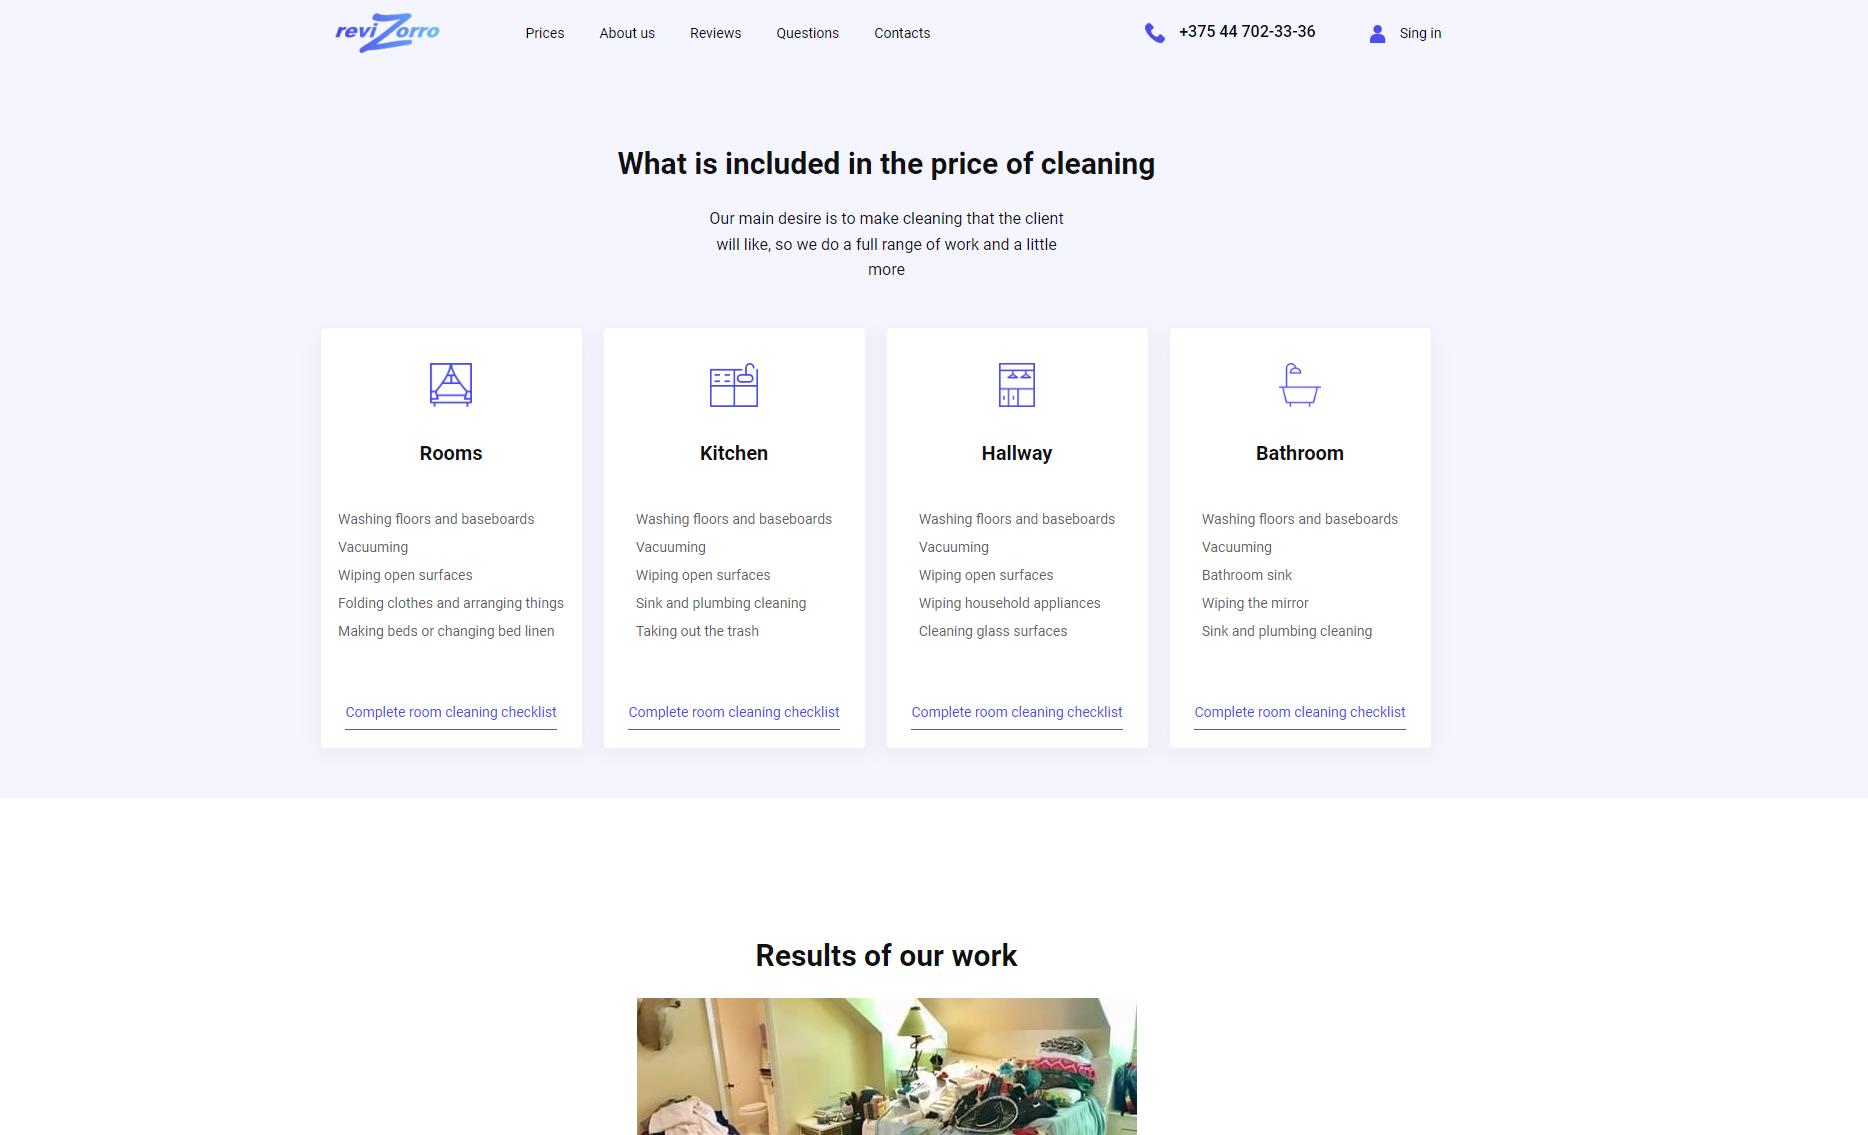 reviZorro
Prices
About us
Reviews
Questions
Contacts
+375 44 702-33-36
Sing in
What is included in the price of cleaning
Our main desire is to make cleaning that the client
will like, so we do a full range of work and a little
more
Rooms
Washing floors and baseboards
Vacuuming
Wiping open surfaces
Folding clothes and arranging things
Making beds or changing bed linen
Complete room cleaning checklist
Kitchen
Washing floors and baseboards
Vacuuming
Wiping open surfaces
Sink and plumbing cleaning
Taking out the trash
Complete room cleaning checklist
Hallway
Washing floors and baseboards
Vacuuming
Wiping open surfaces
Wiping household appliances
Cleaning glass surfaces
Complete room cleaning checklist
Bathroom
Washing floors and baseboards
Vacuuming
Bathroom sink
Wiping the mirror
Sink and plumbing cleaning
Complete room cleaning checklist
Results of our work